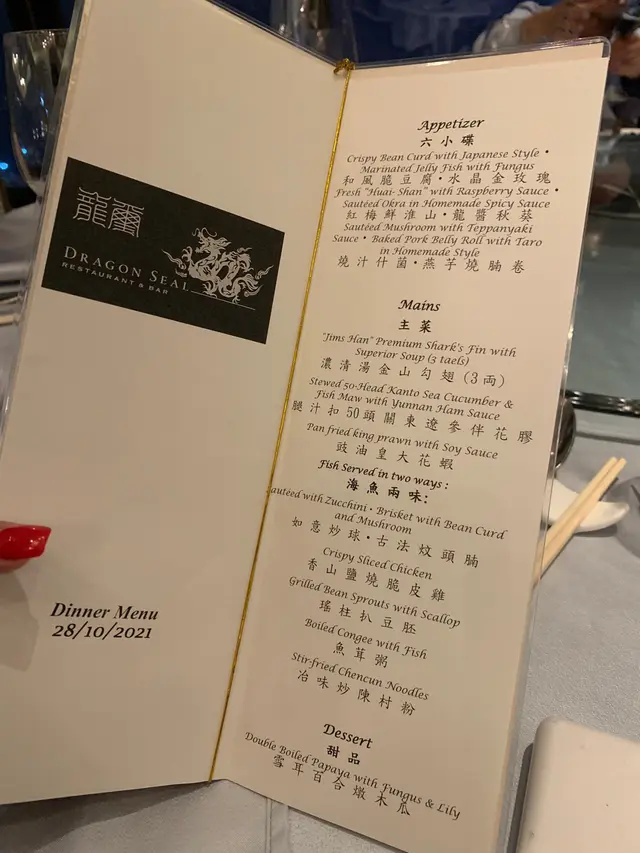 龍璽
DRAGON SEAL
RESTAURANT & BAR
Dinner Menu
28/10/2021
Appetizer
六小碟
Crispy Bean Curd with Japanese Style •
Marinated Jelly Fish with Fungus
和風脆豆腐 • 水晶金玫瑰
Fresh "Huai-Shan" with Raspberry Sauce •
Sautéed Okra in Homemade Spicy Sauce
紅梅鮮淮山 • 龍醬秋葵
Sautéed Mushroom with Teppanyaki
Sauce • Baked Pork Belly Roll with Taro
in Homemade Style
燒汁什菌 • 燕芋燒腩卷
Mains
主菜
"Jims Han" Premium Shark's Fin with
Superior Soup (3 taels)
濃清湯金山勾翅 (3両)
Stewed 50-Head Kanto Sea Cucumber &
Fish Maw with Yunnan Ham Sauce
腿汁扣50頭關東遼參伴花膠
Pan fried king prawn with Soy Sauce
豉油皇大花蝦
Fish Served in two ways :
海魚兩味:
autéed with Zucchini • Brisket with Bean Curd
and Mushroom
如意炒球 • 古法炆頭腩
Crispy Sliced Chicken
香山鹽燒脆皮雞
Grilled Bean Sprouts with Scallop
瑤柱扒豆胚
Boiled Congee with Fish
魚茸粥
Stir-fried Chencun Noodles
冶味炒陳村粉
Dessert
甜品
Double Boiled Papaya with Fungus & Lily
雪耳百合燉木瓜